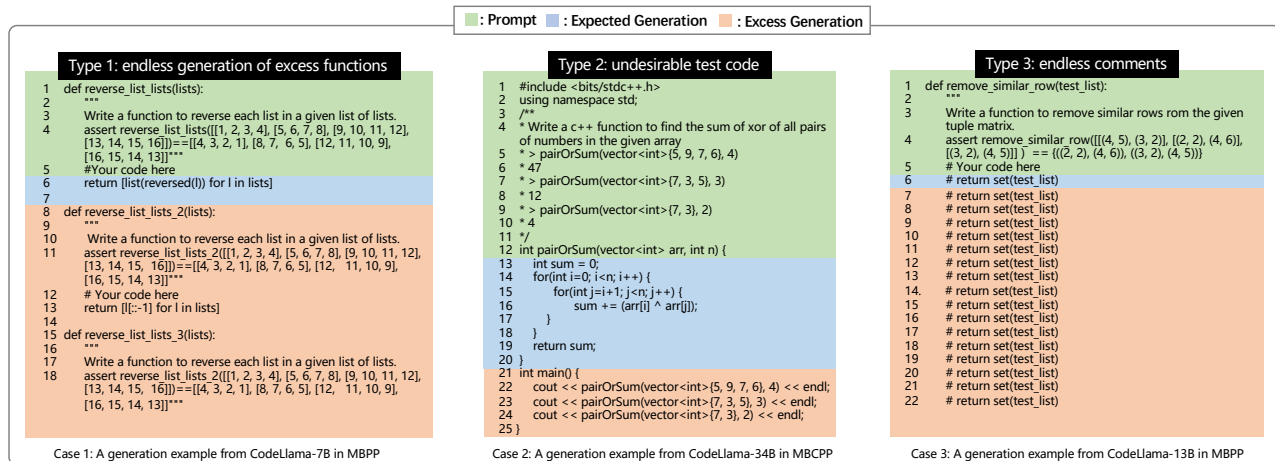 : Prompt : Expected Generation : Excess Generation
Type 1: endless generation of excess functions
1 def reverse_list_lists(lists):
2 """
3 Write a function to reverse each list in a given list of lists.
4 assert reverse_list_lists([[1, 2, 3, 4], [5, 6, 7, 8], [9, 10, 11, 12],
[13, 14, 15, 16]])==[[4, 3, 2, 1], [8, 7, 6, 5], [12, 11, 10, 9],
[16, 15, 14, 13]]"""
5 #Your code here
6 return [list(reversed(l)) for l in lists]
7
8 def reverse_list_lists_2(lists):
9 """
10 Write a function to reverse each list in a given list of lists.
11 assert reverse_list_lists_2([[1, 2, 3, 4], [5, 6, 7, 8], [9, 10, 11, 12],
[13, 14, 15, 16]])==[[4, 3, 2, 1], [8, 7, 6, 5], [12, 11, 10, 9],
[16, 15, 14, 13]]"""
12 # Your code here
13 return [l[::-1] for l in lists]
14
15 def reverse_list_lists_3(lists):
16 """
17 Write a function to reverse each list in a given list of lists.
18 assert reverse_list_lists_2([[1, 2, 3, 4], [5, 6, 7, 8], [9, 10, 11, 12],
[13, 14, 15, 16]])==[[4, 3, 2, 1], [8, 7, 6, 5], [12, 11, 10, 9],
[16, 15, 14, 13]]"""
Case 1: A generation example from CodeLlama-7B in MBPP
Type 2: undesirable test code
1 #include <bits/stdc++.h>
2 using namespace std;
3 /**
4 * Write a c++ function to find the sum of xor of all pairs
of numbers in the given array
5 * > pairOrSum(vector<int>{5, 9, 7, 6}, 4)
6 * 47
7 * > pairOrSum(vector<int>{7, 3, 5}, 3)
8 * 12
9 * > pairOrSum(vector<int>{7, 3}, 2)
10 * 4
11 */
12 int pairOrSum(vector<int> arr, int n) {
13 int sum = 0;
14 for(int i=0; i<n; i++) {
15 for(int j=i+1; j<n; j++) {
16 sum += (arr[i] ^ arr[j]);
17 }
18 }
19 return sum;
20 }
21 int main() {
22 cout << pairOrSum(vector<int>{5, 9, 7, 6}, 4) << endl;
23 cout << pairOrSum(vector<int>{7, 3, 5}, 3) << endl;
24 cout << pairOrSum(vector<int>{7, 3}, 2) << endl;
25 }
Case 2: A generation example from CodeLlama-34B in MBCPP
Type 3: endless comments
1 def remove_similar_row(test_list):
2 """
3 Write a function to remove similar rows rom the given
tuple matrix.
4 assert remove_similar_row([[(4, 5), (3, 2)], [(2, 2), (4, 6)],
[(3, 2), (4, 5)]] ) == {((2, 2), (4, 6)), ((3, 2), (4, 5))}
5 # Your code here
6 # return set(test_list)
7 # return set(test_list)
8 # return set(test_list)
9 # return set(test_list)
10 # return set(test_list)
11 # return set(test_list)
12 # return set(test_list)
13 # return set(test_list)
14. # return set(test_list)
15 # return set(test_list)
16 # return set(test_list)
17 # return set(test_list)
18 # return set(test_list)
19 # return set(test_list)
20 # return set(test_list)
21 # return set(test_list)
22 # return set(test_list)
Case 3: A generation example from CodeLlama-13B in MBPP